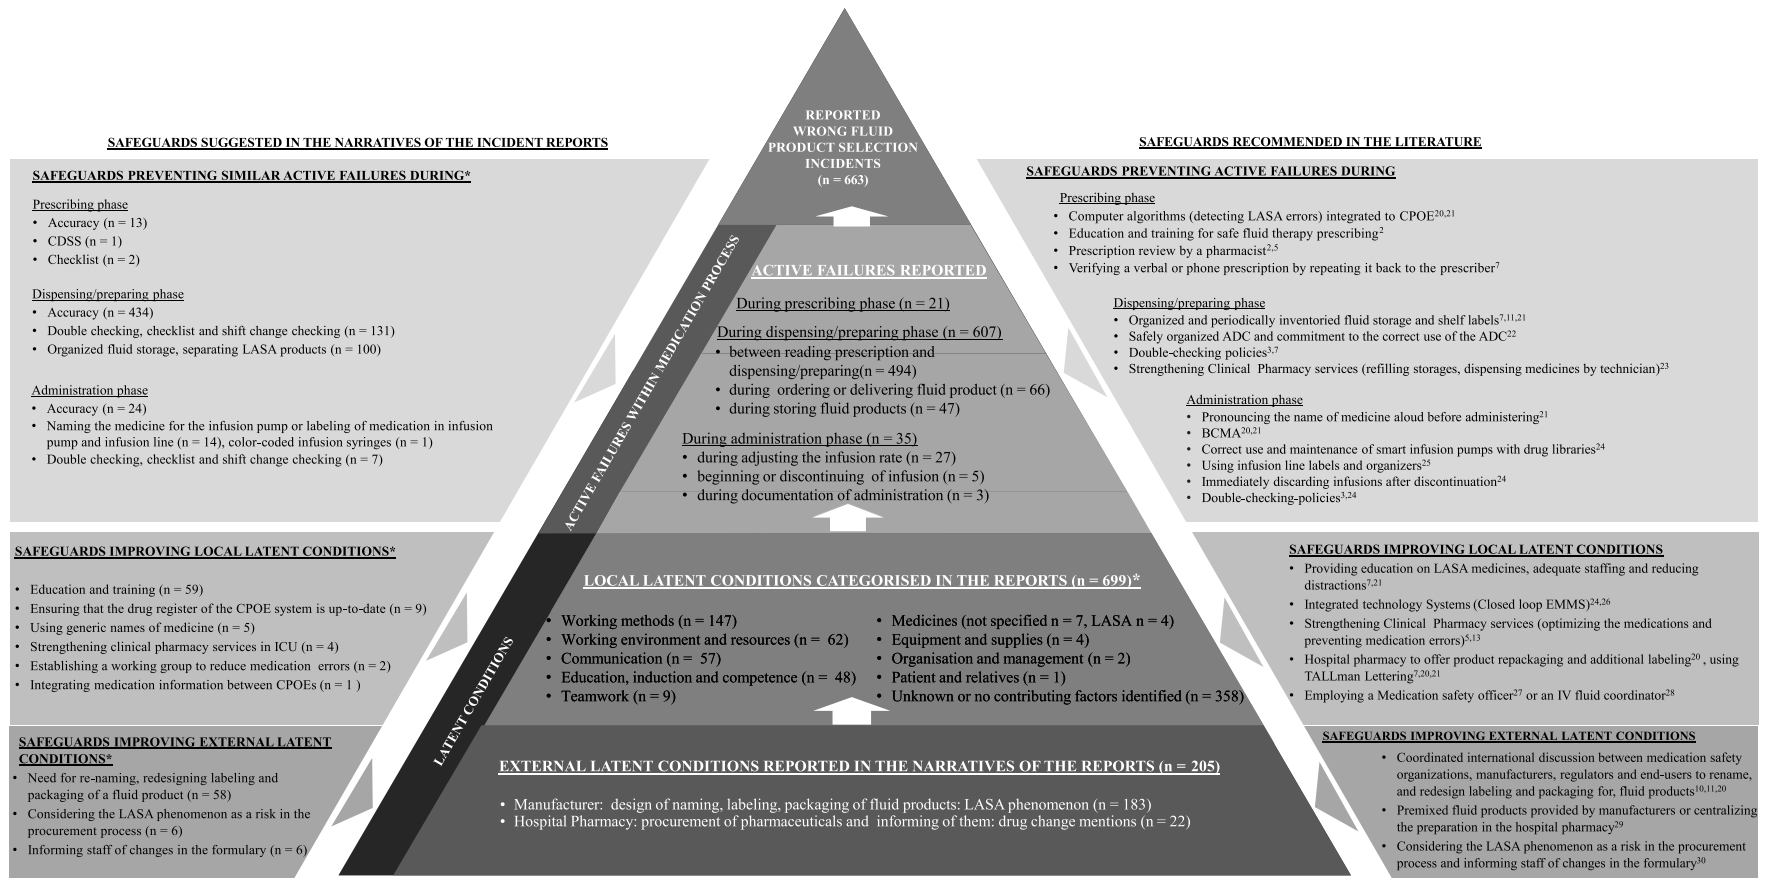 SAFEGUARDS SUGGESTED IN THE NARRATIVES OF THE INCIDENT REPORTS
SAFEGUARDS PREVENTING SIMILAR ACTIVE FAILURES DURING*
Prescribing phase
• Accuracy (n = 13)
• CDSS (n = 1)
• Checklist (n = 2)
Dispensing/preparing phase
• Accuracy (n = 434)
• Double checking, checklist and shift change checking (n = 131)
• Organized fluid storage, separating LASA products (n = 100)
Administration phase
• Accuracy (n = 24)
• Naming the medicine for the infusion pump or labeling of medication in infusion
pump and infusion line (n = 14), color-coded infusion syringes (n = 1)
• Double checking, checklist and shift change checking (n = 7)
SAFEGUARDS IMPROVING LOCAL LATENT CONDITIONS*
• Education and training (n = 59)
• Ensuring that the drug register of the CPOE system is up-to-date (n = 9)
• Using generic names of medicine (n = 5)
• Strengthening clinical pharmacy services in ICU (n = 4)
• Establishing a working group to reduce medication errors (n = 2)
• Integrating medication information between CPOEs (n = 1 )
SAFEGUARDS IMPROVING EXTERNAL LATENT
CONDITIONS*
• Need for re-naming, redesigning labeling and
packaging of a fluid product (n = 58)
• Considering the LASA phenomenon as a risk in the
procurement process (n = 6)
• Informing staff of changes in the formulary (n = 6)
REPORTED
WRONG FLUID
PRODUCT SELECTION
INCIDENTS
(n = 663)
ACTIVE FAILURES WITHIN MEDICATION PROCESS
ACTIVE FAILURES REPORTED
During prescribing phase (n = 21)
During dispensing/preparing phase (n = 607)
• between reading prescription and
dispensing/preparing(n = 494)
• during ordering or delivering fluid product (n = 66)
• during storing fluid products (n = 47)
During administration phase (n = 35)
• during adjusting the infusion rate (n = 27)
• beginning or discontinuing of infusion (n = 5)
• during documentation of administration (n = 3)
LATENT CONDITIONS
LOCAL LATENT CONDITIONS CATEGORISED IN THE REPORTS (n = 699)*
• Working methods (n = 147)
• Working environment and resources (n = 62)
• Communication (n = 57)
• Education, induction and competence (n = 48)
• Teamwork (n = 9)
• Medicines (not specified n = 7, LASA n = 4)
• Equipment and supplies (n = 4)
• Organisation and management (n = 2)
• Patient and relatives (n = 1)
• Unknown or no contributing factors identified (n = 358)
EXTERNAL LATENT CONDITIONS REPORTED IN THE NARRATIVES OF THE REPORTS (n = 205)
• Manufacturer: design of naming, labeling, packaging of fluid products: LASA phenomenon (n = 183)
• Hospital Pharmacy: procurement of pharmaceuticals and informing of them: drug change mentions (n = 22)
SAFEGUARDS RECOMMENDED IN THE LITERATURE
SAFEGUARDS PREVENTING ACTIVE FAILURES DURING
Prescribing phase
• Computer algorithms (detecting LASA errors) integrated to CPOE20,21
• Education and training for safe fluid therapy prescribing2
• Prescription review by a pharmacist2,5
• Verifying a verbal or phone prescription by repeating it back to the prescriber7
Dispensing/preparing phase
• Organized and periodically inventoried fluid storage and shelf labels7,11,21
• Safely organized ADC and commitment to the correct use of the ADC22
• Double-checking policies3,7
• Strengthening Clinical Pharmacy services (refilling storages, dispensing medicines by technician)23
Administration phase
• Pronouncing the name of medicine aloud before administering21
• BCMA20,21
• Correct use and maintenance of smart infusion pumps with drug libraries24
• Using infusion line labels and organizers25
• Immediately discarding infusions after discontinuation24
• Double-checking-policies3,24
SAFEGUARDS IMPROVING LOCAL LATENT CONDITIONS
• Providing education on LASA medicines, adequate staffing and reducing
distractions7,21
• Integrated technology Systems (Closed loop EMMS)24,26
• Strengthening Clinical Pharmacy services (optimizing the medications and
preventing medication errors)5,13
• Hospital pharmacy to offer product repackaging and additional labeling20 , using
TALLman Lettering7,20,21
• Employing a Medication safety officer27 or an IV fluid coordinator28
SAFEGUARDS IMPROVING EXTERNAL LATENT CONDITIONS
• Coordinated international discussion between medication safety
organizations, manufacturers, regulators and end-users to rename,
and redesign labeling and packaging for, fluid products10,11,20
• Premixed fluid products provided by manufacturers or centralizing
the preparation in the hospital pharmacy29
• Considering the LASA phenomenon as a risk in the procurement
process and informing staff of changes in the formulary30